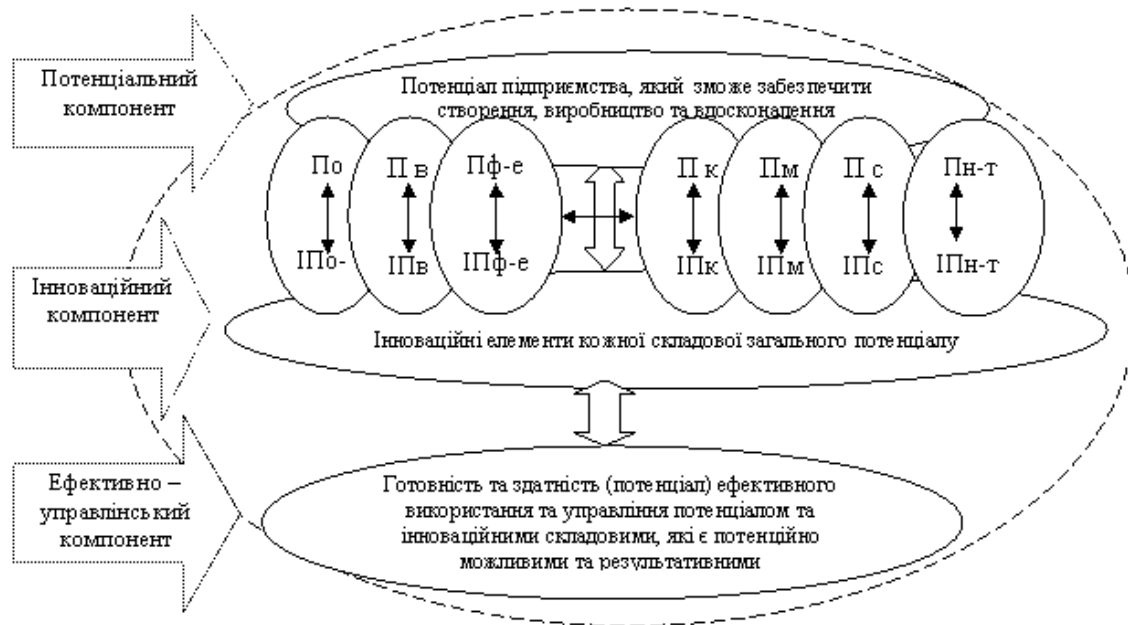 Потенціальний
компонент
Потенціал підприємства, який зможе забезпечити
створення, виробництво та вдосконалення
По П в Пф-е П к Пм П с Пн-т
ІПо- ІПв ІПф-е ІПк ІПм ІПс ІПн-т
Інноваційний
компонент
Інноваційні елементи кожної складової загального потенціалу
Ефективно –
управлінський
компонент
Готовність та здатність (потенціал) ефективного
використання та управління потенціалом та
інноваційними складовими, які є потенційно
можливими та результативними